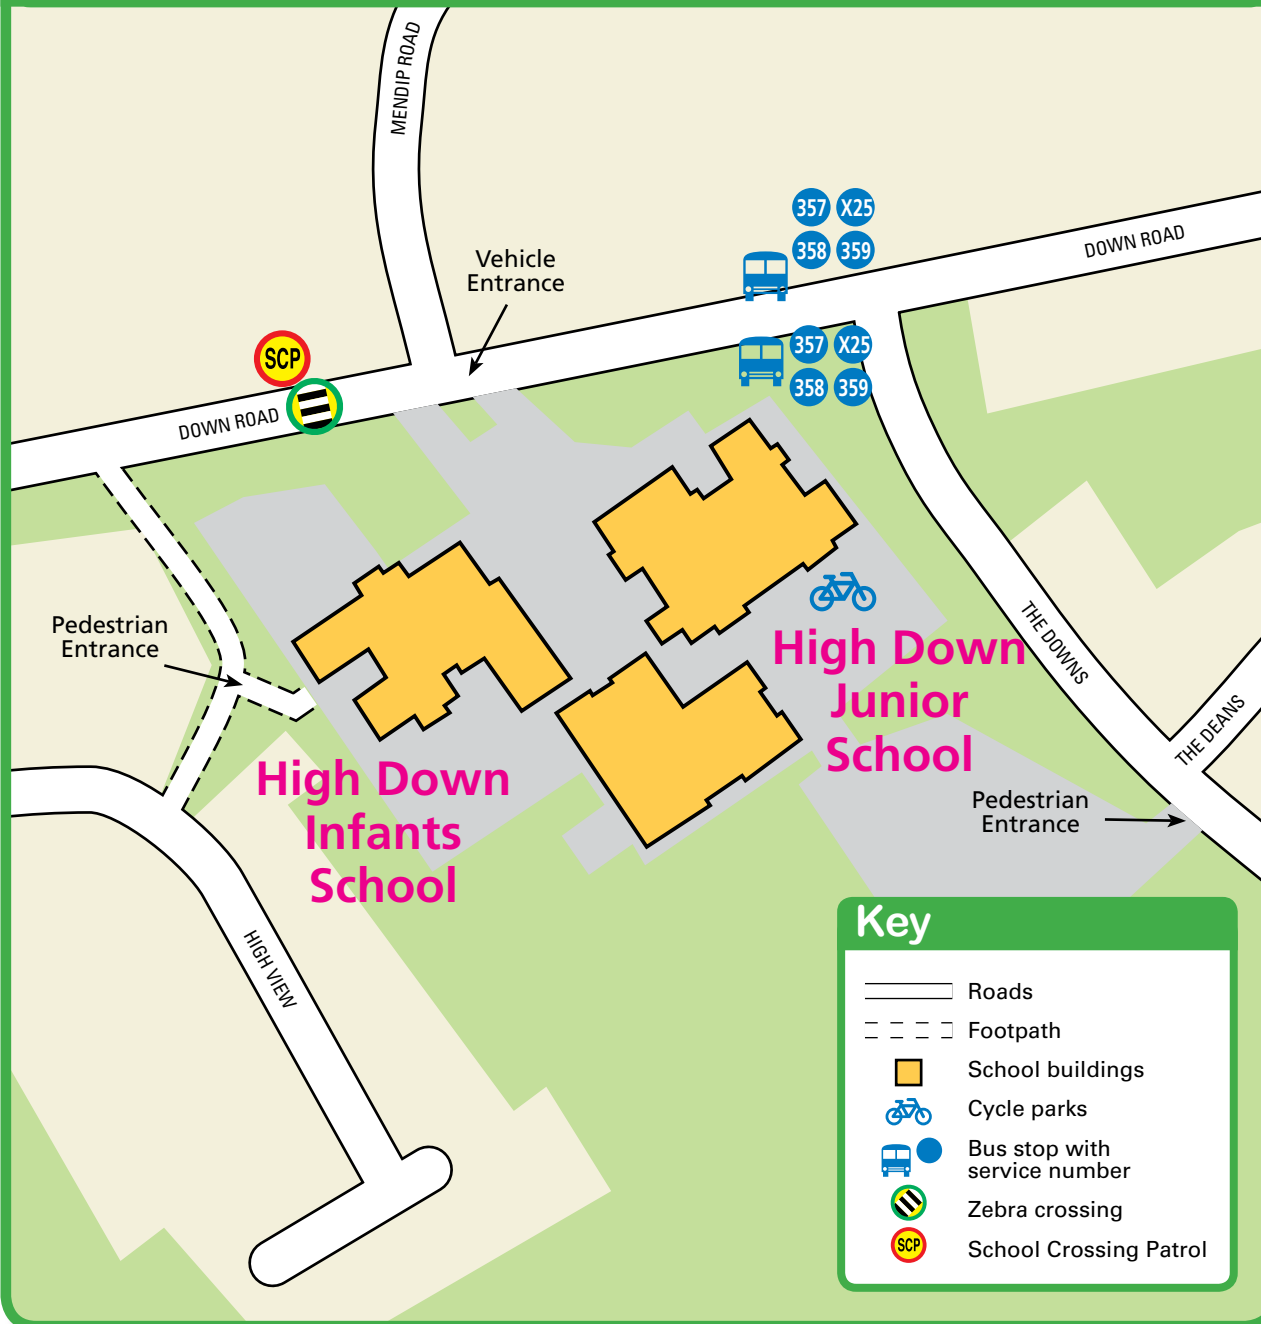 MENDIP ROAD
357 X25
358 359
DOWN ROAD
Vehicle
Entrance
SCP
357 X25
358 359
DOWN ROAD
Pedestrian
Entrance
THE DOWNS
High Down
Junior
School
THE DEANS
High Down
Infants
School
Pedestrian
Entrance
HIGH VIEW
Key
Roads
Footpath
School buildings
Cycle parks
Bus stop with
service number
Zebra crossing
SCP School Crossing Patrol